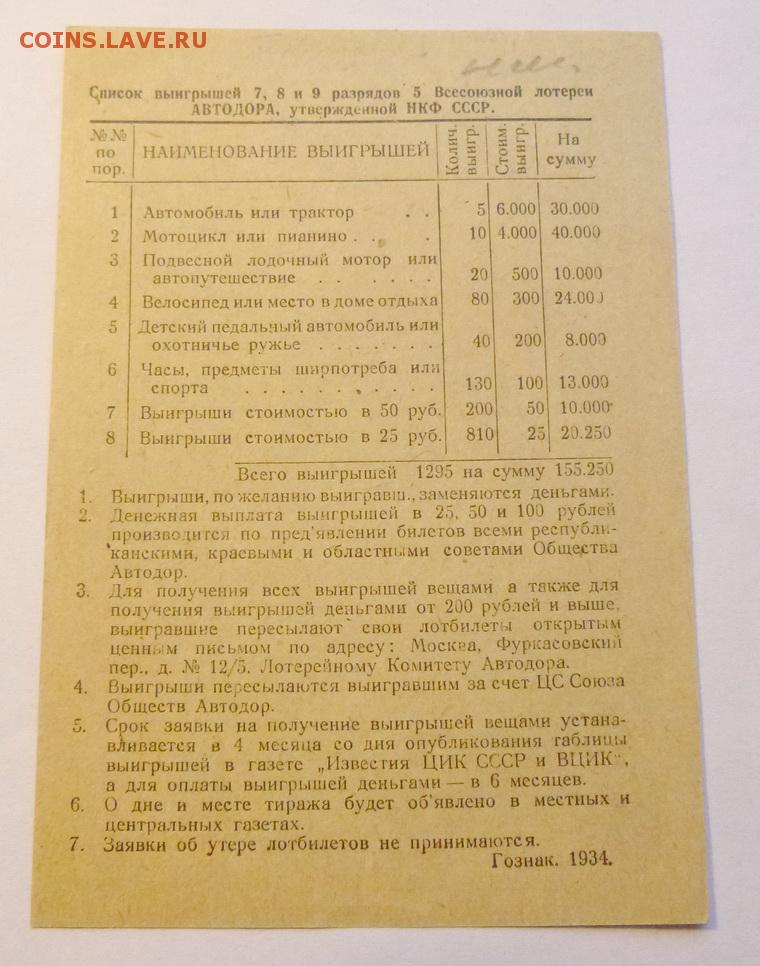 COINS.LAVE.RU
Список выигрышей 7, 8 и 9 разрядов 5 Всесоюзной лотереи
АВТОДОРА, утвержденной НКФ СССР.
№№ по пор. НАИМЕНОВАНИЕ ВЫИГРЫШЕЙ Колич. выигр. Стоим. выигр. На сумму
1 Автомобиль или трактор . . 5 6.000 30.000
2 Мотоцикл или пианино . . . 10 4.000 40.000
3 Подвесной лодочный мотор или
автопутешествие . . . . . . . 20 500 10.000
4 Велосипед или место в доме отдыха 80 300 24.000
5 Детский педальный автомобиль или
охотничье ружье . . . . . . . 40 200 8.000
6 Часы, предметы ширпотреба или
спорта . . . . . . . . . . 130 100 13.000
7 Выигрыши стоимостью в 50 руб. 200 50 10.000
8 Выигрыши стоимостью в 25 руб. 810 25 20.250
Всего выигрышей 1295 на сумму 155.250
1. Выигрыши, по желанию выигравш., заменяются деньгами.
2. Денежная выплата выигрышей в 25, 50 и 100 рублей
производится по пред'явлении билетов всеми республи-
канскими, краевыми и областными советами Общества
Автодор.
3. Для получения всех выигрышей вещами а также для
получения выигрышей деньгами от 200 рублей и выше,
выигравшие пересылают свои лотбилеты открытым
ценным письмом по адресу: Москва, Фуркасовский
пер., д. № 12/5. Лотерейному Комитету Автодора.
4. Выигрыши пересылаются выигравшим за счет ЦС Союза
Обществ Автодор.
5. Срок заявки на получение выигрышей вещами устана-
вливается в 4 месяца со дня опубликования таблицы
выигрышей в газете „Известия ЦИК СССР и ВЦИК“,
а для оплаты выигрышей деньгами — в 6 месяцев.
6. О дне и месте тиража будет об'явлено в местных и
центральных газетах.
7. Заявки об утере лотбилетов не принимаются.
Гознак. 1934.